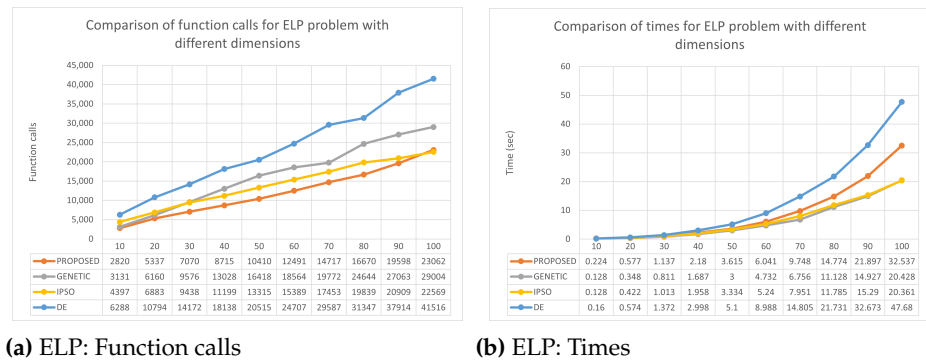 Comparison of function calls for ELP problem with
different dimensions
45,000
40,000
35,000
30,000
25,000
20,000
15,000
10,000
5,000
0
Function calls
10 20 30 40 50 60 70 80 90 100
PROPOSED 2820 5337 7070 8715 10410 12491 14717 16670 19598 23062
GENETIC 3131 6160 9576 13028 16418 18564 19772 24644 27063 29004
IPSO 4397 6883 9438 11199 13315 15389 17453 19839 20909 22569
DE 6288 10794 14172 18138 20515 24707 29587 31347 37914 41516
(a) ELP: Function calls
Comparison of times for ELP problem with different
dimensions
60
50
40
30
20
10
0
Time (sec)
10 20 30 40 50 60 70 80 90 100
PROPOSED 0.224 0.577 1.137 2.18 3.615 6.041 9.748 14.774 21.897 32.537
GENETIC 0.128 0.348 0.811 1.687 3 4.732 6.756 11.128 14.927 20.428
IPSO 0.128 0.422 1.013 1.958 3.334 5.24 7.951 11.785 15.29 20.361
DE 0.16 0.574 1.372 2.998 5.1 8.988 14.805 21.731 32.673 47.68
(b) ELP: Times